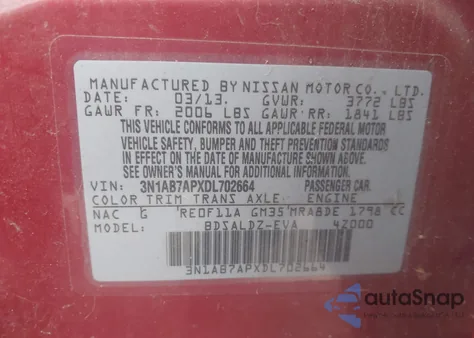 MANUFACTURED BY NISSAN MOTOR CO., LTD.
DATE: 03/13. GVWR: 3772 LBS
GAWR FR: 2006 LBS GAWR RR: 1841 LBS
THIS VEHICLE CONFORMS TO ALL APPLICABLE FEDERAL MOTOR
VEHICLE SAFETY, BUMPER AND THEFT PREVENTION STANDARDS
IN EFFECT ON THE DATE OF MANUFACTURE SHOWN ABOVE.
SEE OWNER'S MANUAL FOR ADDITIONAL INFORMATION.
VIN: 3N1AB7APXDL702664 PASSENGER CAR.
COLOR TRIM TRANS AXLE ENGINE
NAC G RE0F11A GM35 MRA8DE 1798 CC
MODEL: BDSALDZ-EVA 4Z000
3N1AB7APXDL702664
autoSnap